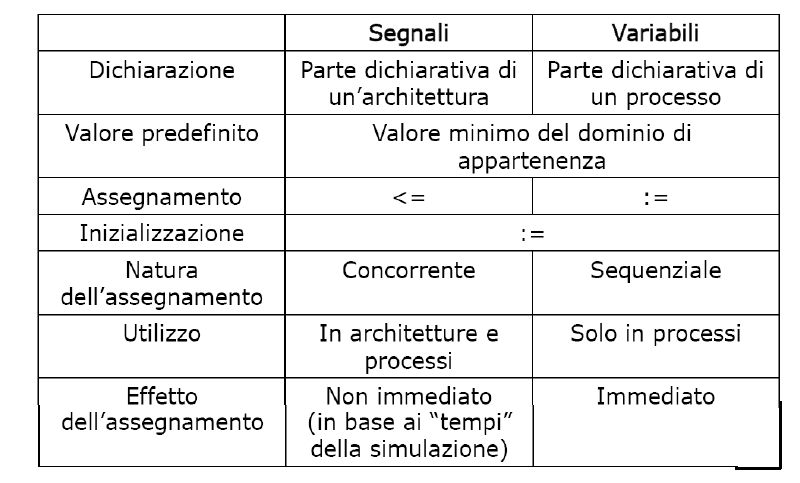 Segnali Variabili
Dichiarazione Parte dichiarativa di Parte dichiarativa di
un'architettura un processo
Valore predefinito Valore minimo del dominio di
appartenenza
Assegnamento <= :=
Inizializzazione :=
Natura Concorrente Sequenziale
dell'assegnamento
Utilizzo In architetture e Solo in processi
processi
Effetto Non immediato Immediato
dell'assegnamento (in base ai "tempi"
della simulazione)